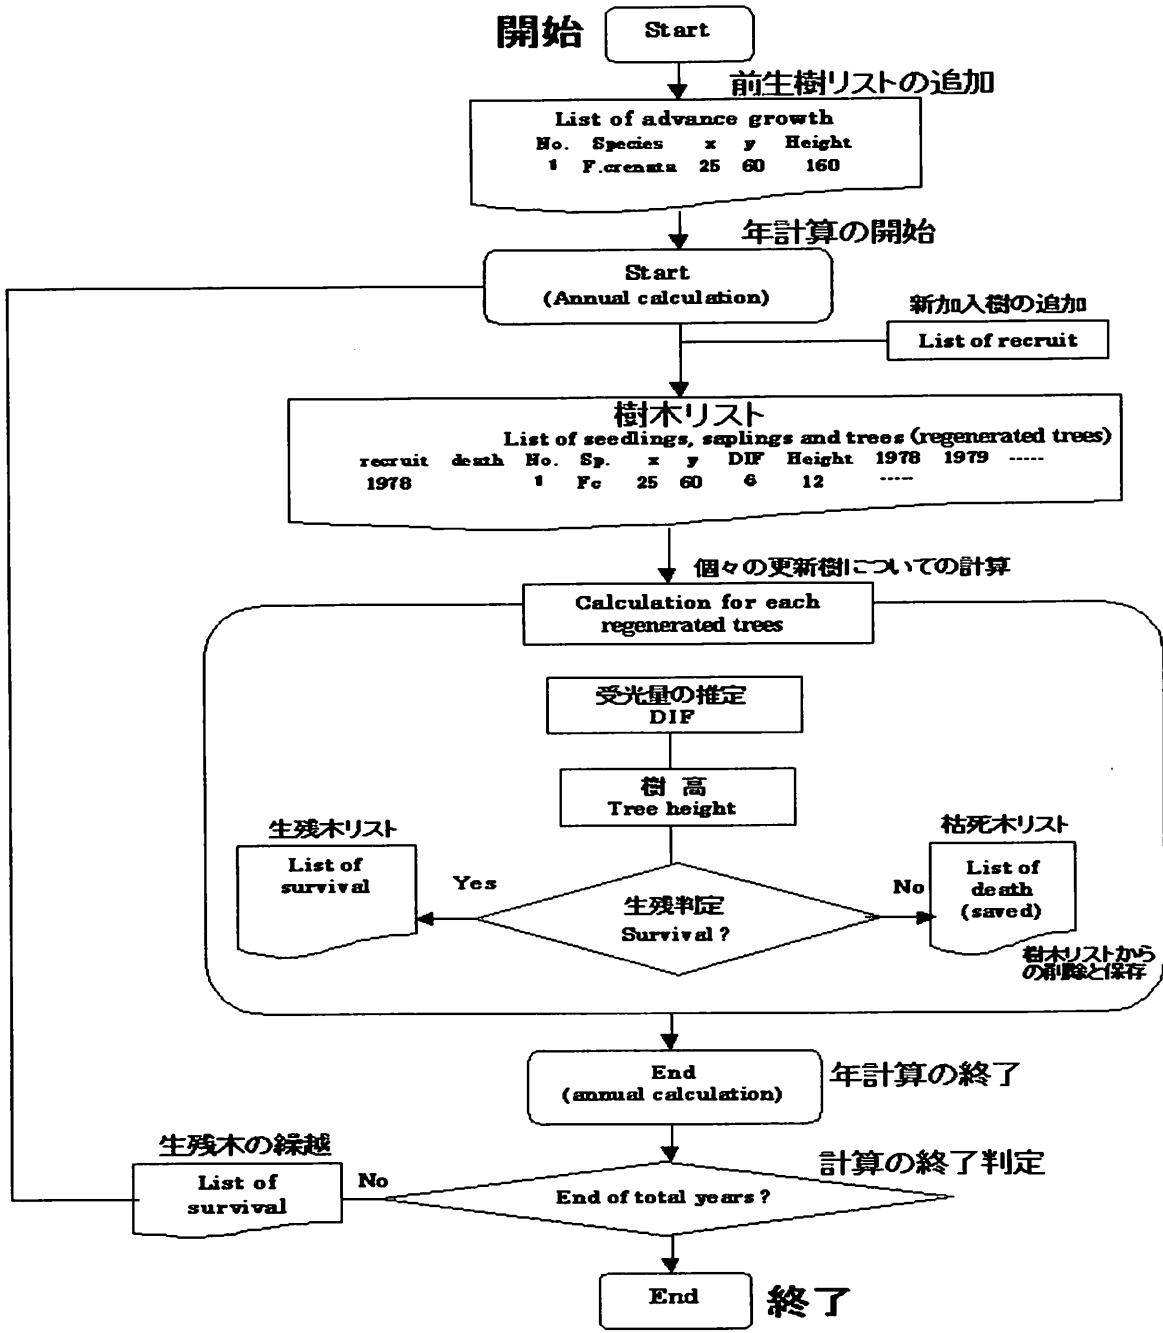 開始
Start
前生樹リストの追加
List of advance growth
No. Species x y Height
1 F.crenata 25 60 160
年計算の開始
Start
(Annual calculation)
新加入樹の追加
List of recruit
樹木リスト
List of seedlings, saplings and trees (regenerated trees)
recruit death No. Sp. x y DIF Height 1978 1979 -----
1978 1 Fc 25 60 6 12 -----
個々の更新樹についての計算
Calculation for each
regenerated trees
受光量の推定
DIF
樹 高
Tree height
生残木リスト
List of
survival
Yes
生残判定
Survival ?
No
枯死木リスト
List of
death
(saved)
樹木リストから
の削除と保存
End
(annual calculation)
年計算の終了
生残木の繰越
List of
survival
No
計算の終了判定
End of total years ?
End
終了